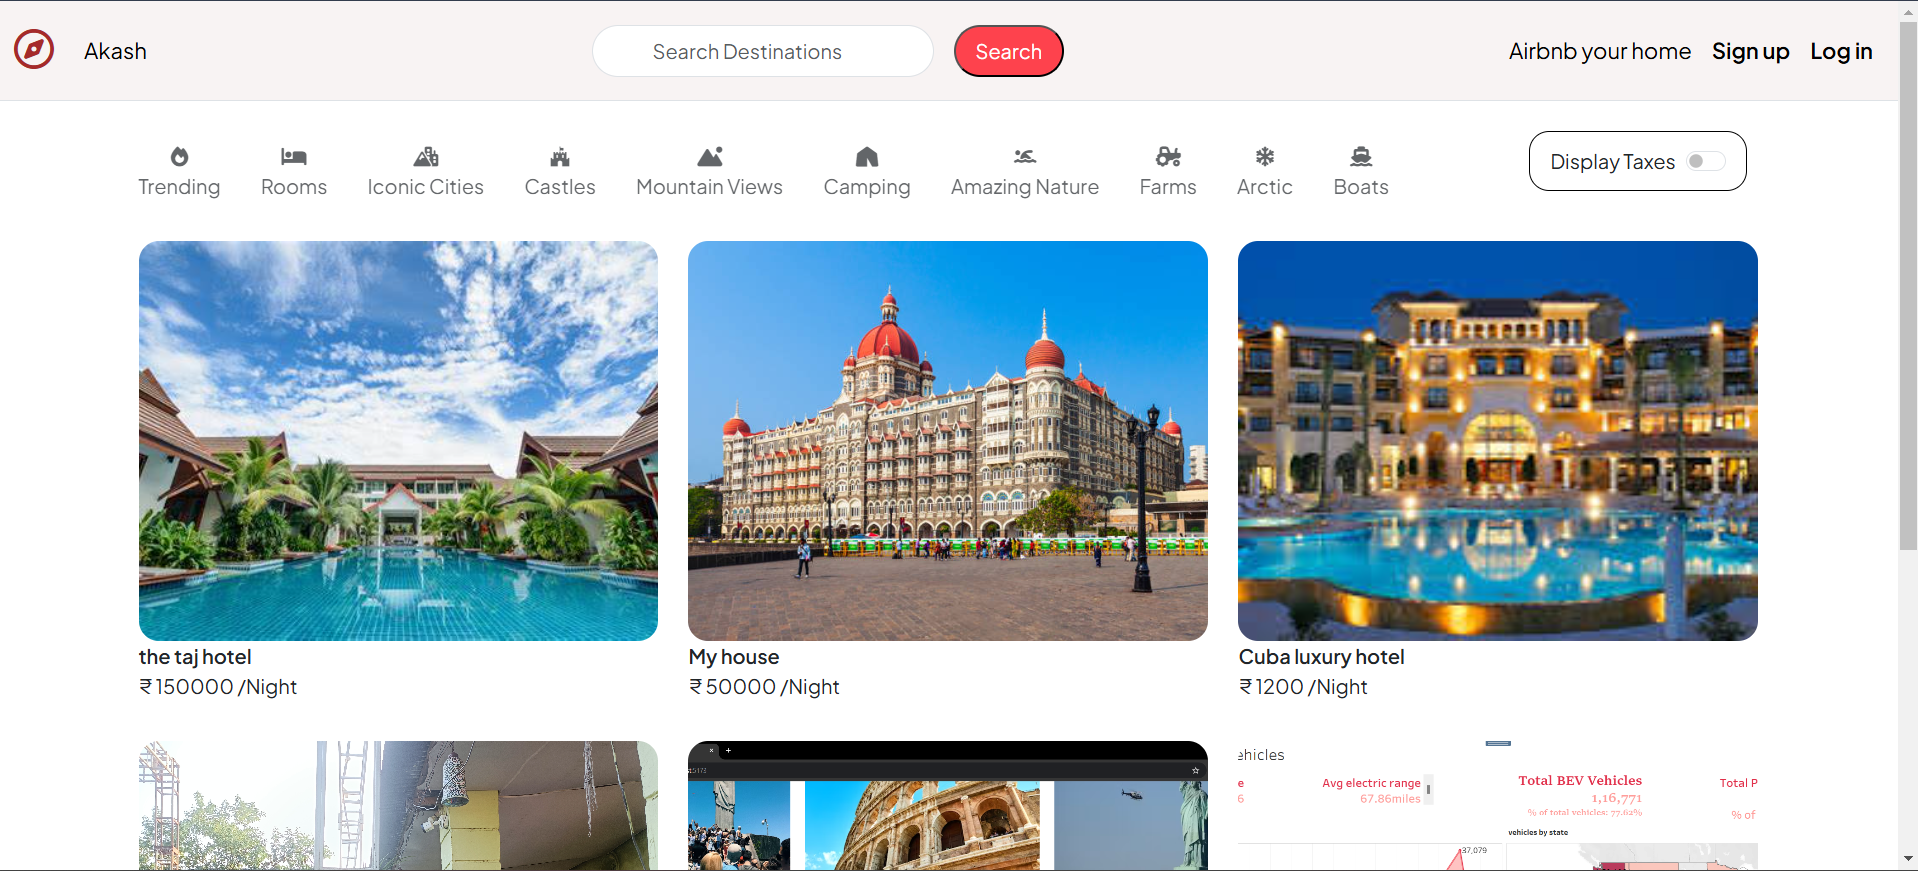 Akash
Search Destinations
Search
Airbnb your home
Sign up
Log in
Trending
Rooms
Iconic Cities
Castles
Mountain Views
Camping
Amazing Nature
Farms
Arctic
Boats
Display Taxes
the taj hotel
₹ 150000 /Night
My house
₹ 50000 /Night
Cuba luxury hotel
₹ 1200 /Night
ehicles
e
6
Avg electric range
67.86miles
Total BEV Vehicles
1,16,771
% of total vehicles: 77.62%
Total P
% of
vehicles by state
37,079